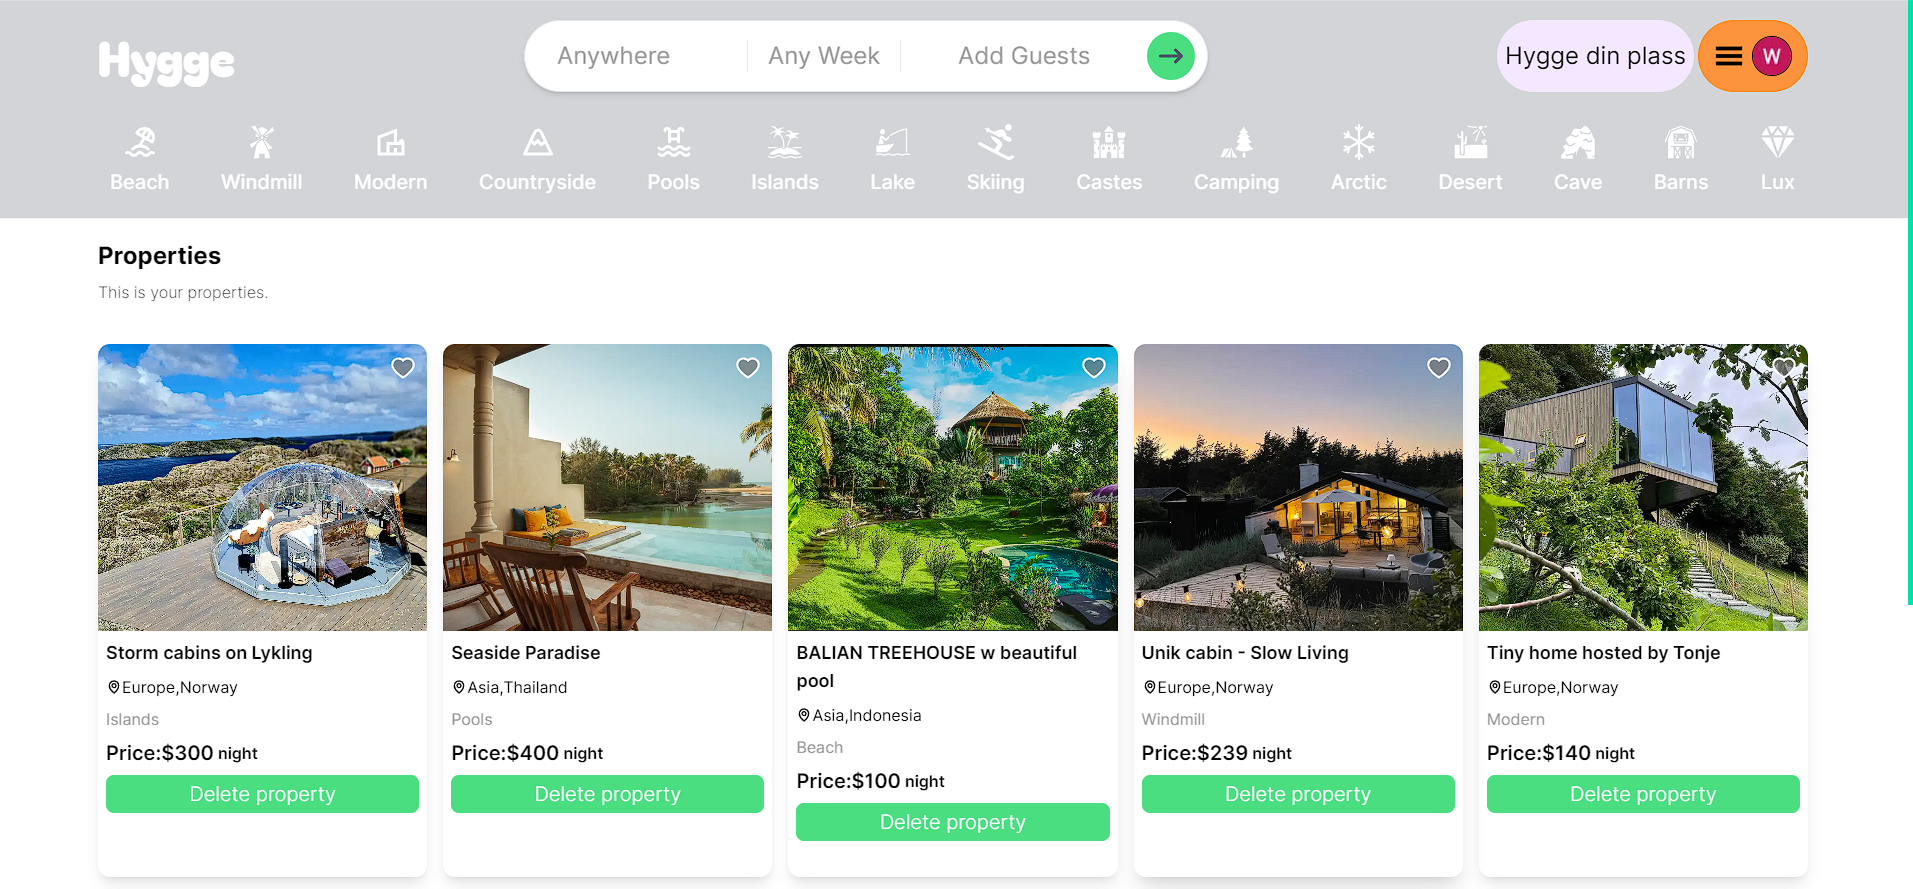 Hygge
Anywhere
Any Week
Add Guests
Hygge din plass
W
Beach
Windmill
Modern
Countryside
Pools
Islands
Lake
Skiing
Castes
Camping
Arctic
Desert
Cave
Barns
Lux
Properties
This is your properties.
Storm cabins on Lykling
Europe,Norway
Islands
Price:$300 night
Delete property
Seaside Paradise
Asia,Thailand
Pools
Price:$400 night
Delete property
BALIAN TREEHOUSE w beautiful
pool
Asia,Indonesia
Beach
Price:$100 night
Delete property
Unik cabin - Slow Living
Europe,Norway
Windmill
Price:$239 night
Delete property
Tiny home hosted by Tonje
Europe,Norway
Modern
Price:$140 night
Delete property